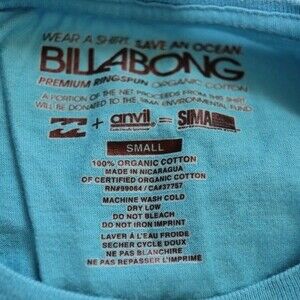 WEAR A SHIRT. SAVE AN OCEAN.
BILLABONG
PREMIUM RINGSPUN ORGANIC COTTON
A PORTION OF THE NET PROCEEDS FROM THIS SHIRT
WILL BE DONATED TO THE SIMA ENVIRONMENTAL FUND
+ anvil = SIMA
SMALL
100% ORGANIC COTTON
MADE IN NICARAGUA
OF CERTIFIED ORGANIC COTTON
RN#99084 / CA#37757
MACHINE WASH COLD
DRY LOW
DO NOT BLEACH
DO NOT IRON IMPRINT
LAVER À L'EAU FROIDE
SECHER CYCLE DOUX
NE PAS BLANCHIRE
NE PAS REPASSER L'IMPRIME